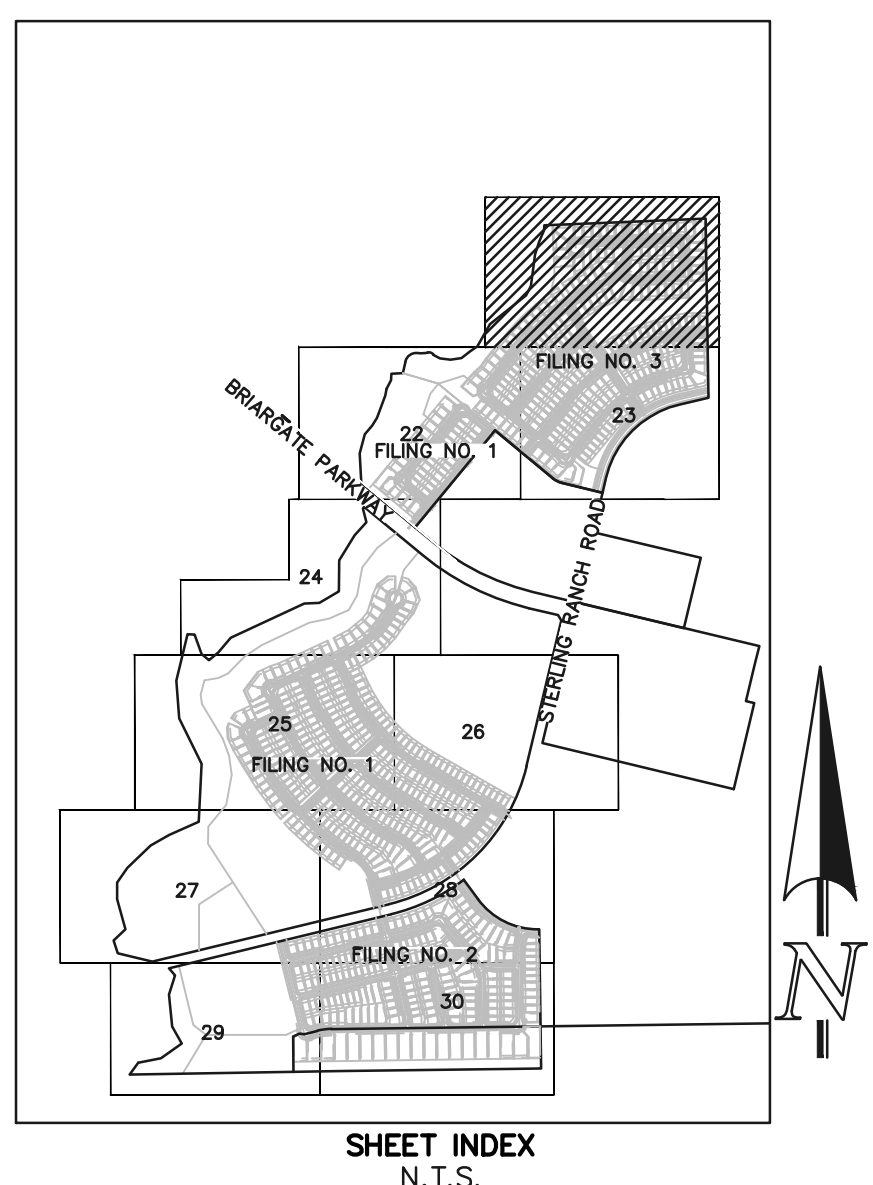 FILING NO. 3
23
BRIARGATE PARKWAY
22
FILING NO. 1
STERLING RANCH ROAD
24
25
26
FILING NO. 1
27
28
FILING NO. 2
30
29
N
SHEET INDEX
N.T.S.